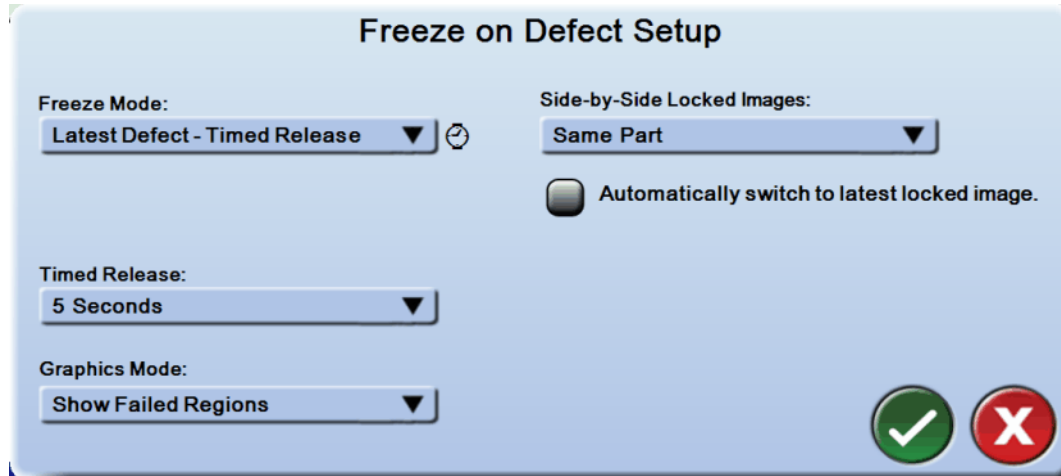 Freeze on Defect Setup
Freeze Mode:
Latest Defect - Timed Release
Side-by-Side Locked Images:
Same Part
Automatically switch to latest locked image.
Timed Release:
5 Seconds
Graphics Mode:
Show Failed Regions